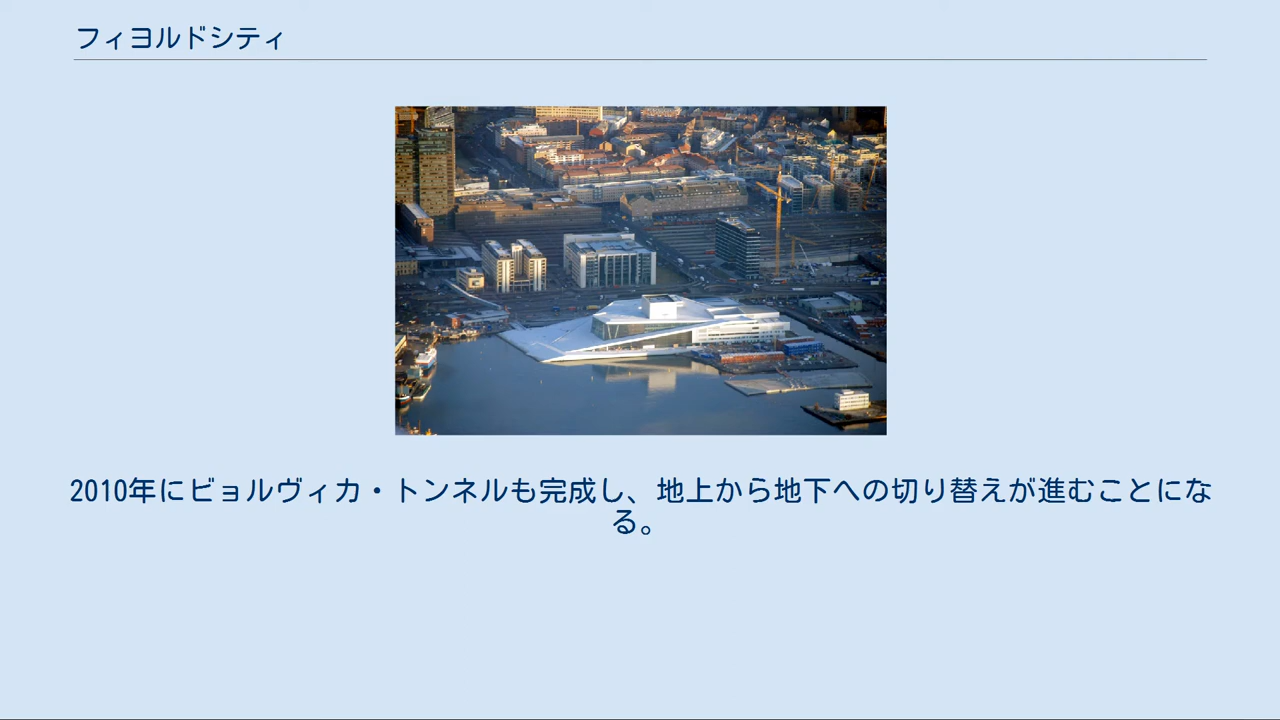 フィヨルドシティ
2010年にビョルヴィカ・トンネルも完成し、地上から地下への切り替えが進むことにな
る。